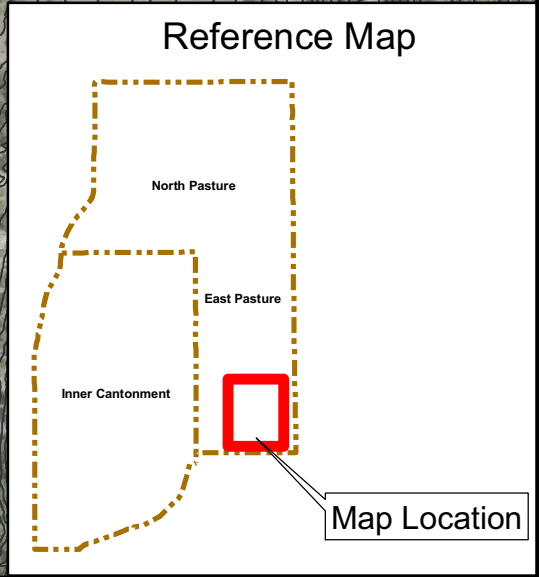 Reference Map
North Pasture
East Pasture
Inner Cantonment
Map Location